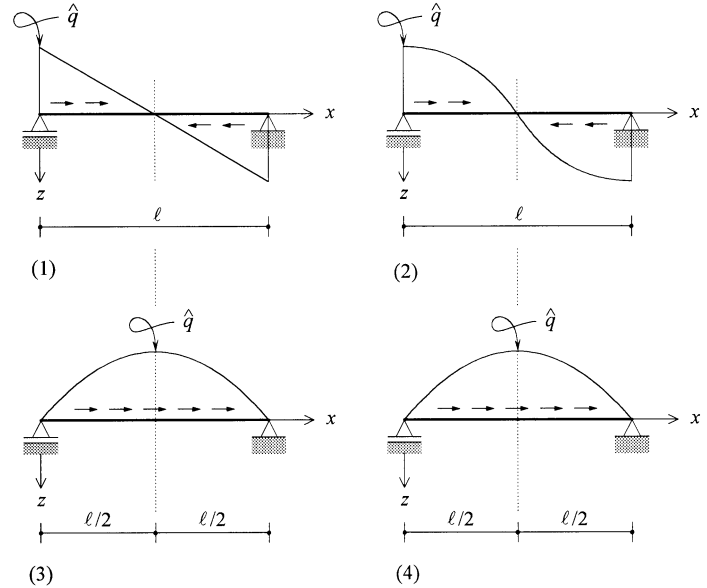 q̂
x
z
ℓ
(1)
q̂
x
z
ℓ
(2)
q̂
x
z
ℓ/2
ℓ/2
(3)
q̂
x
z
ℓ/2
ℓ/2
(4)